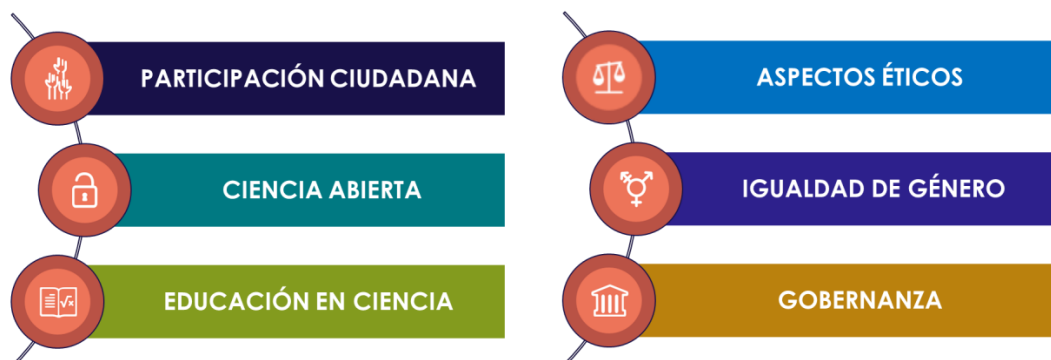 PARTICIPACIÓN CIUDADANA
CIENCIA ABIERTA
EDUCACIÓN EN CIENCIA
ASPECTOS ÉTICOS
IGUALDAD DE GÉNERO
GOBERNANZA